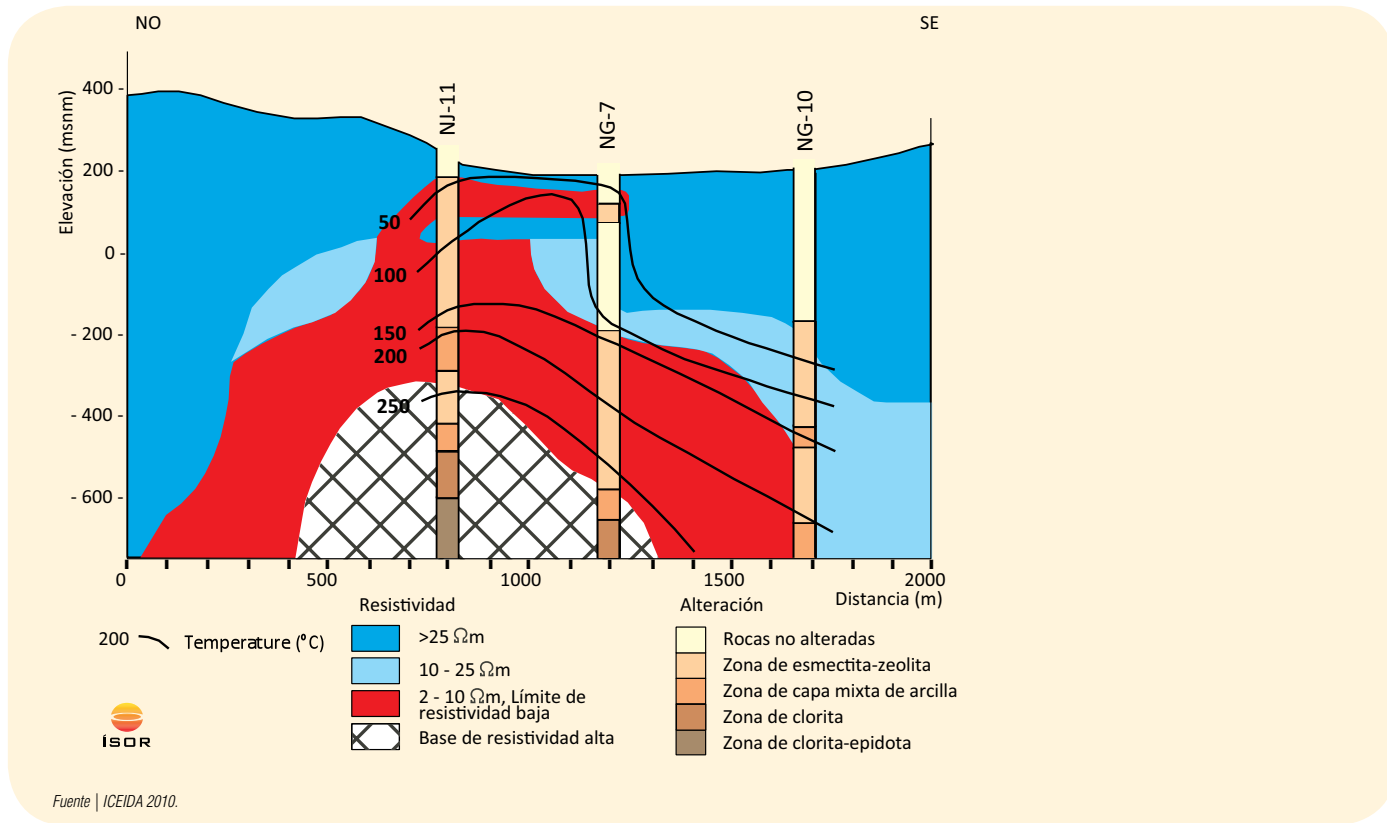 NO
SE
Elevación (msnm)
400 -
200 -
0 -
- 200 -
- 400 -
- 600 -
NJ-11
NG-7
NG-10
50
100
150
200
250
0
500
1000
1500
2000
Distancia (m)
200
Temperature (°C)
Resistividad
>25 Ωm
10 - 25 Ωm
2 - 10 Ωm, Límite de
resistividad baja
Base de resistividad alta
Alteración
Rocas no alteradas
Zona de esmectita-zeolita
Zona de capa mixta de arcilla
Zona de clorita
Zona de clorita-epidota
ÍSOR
Fuente | ICEIDA 2010.